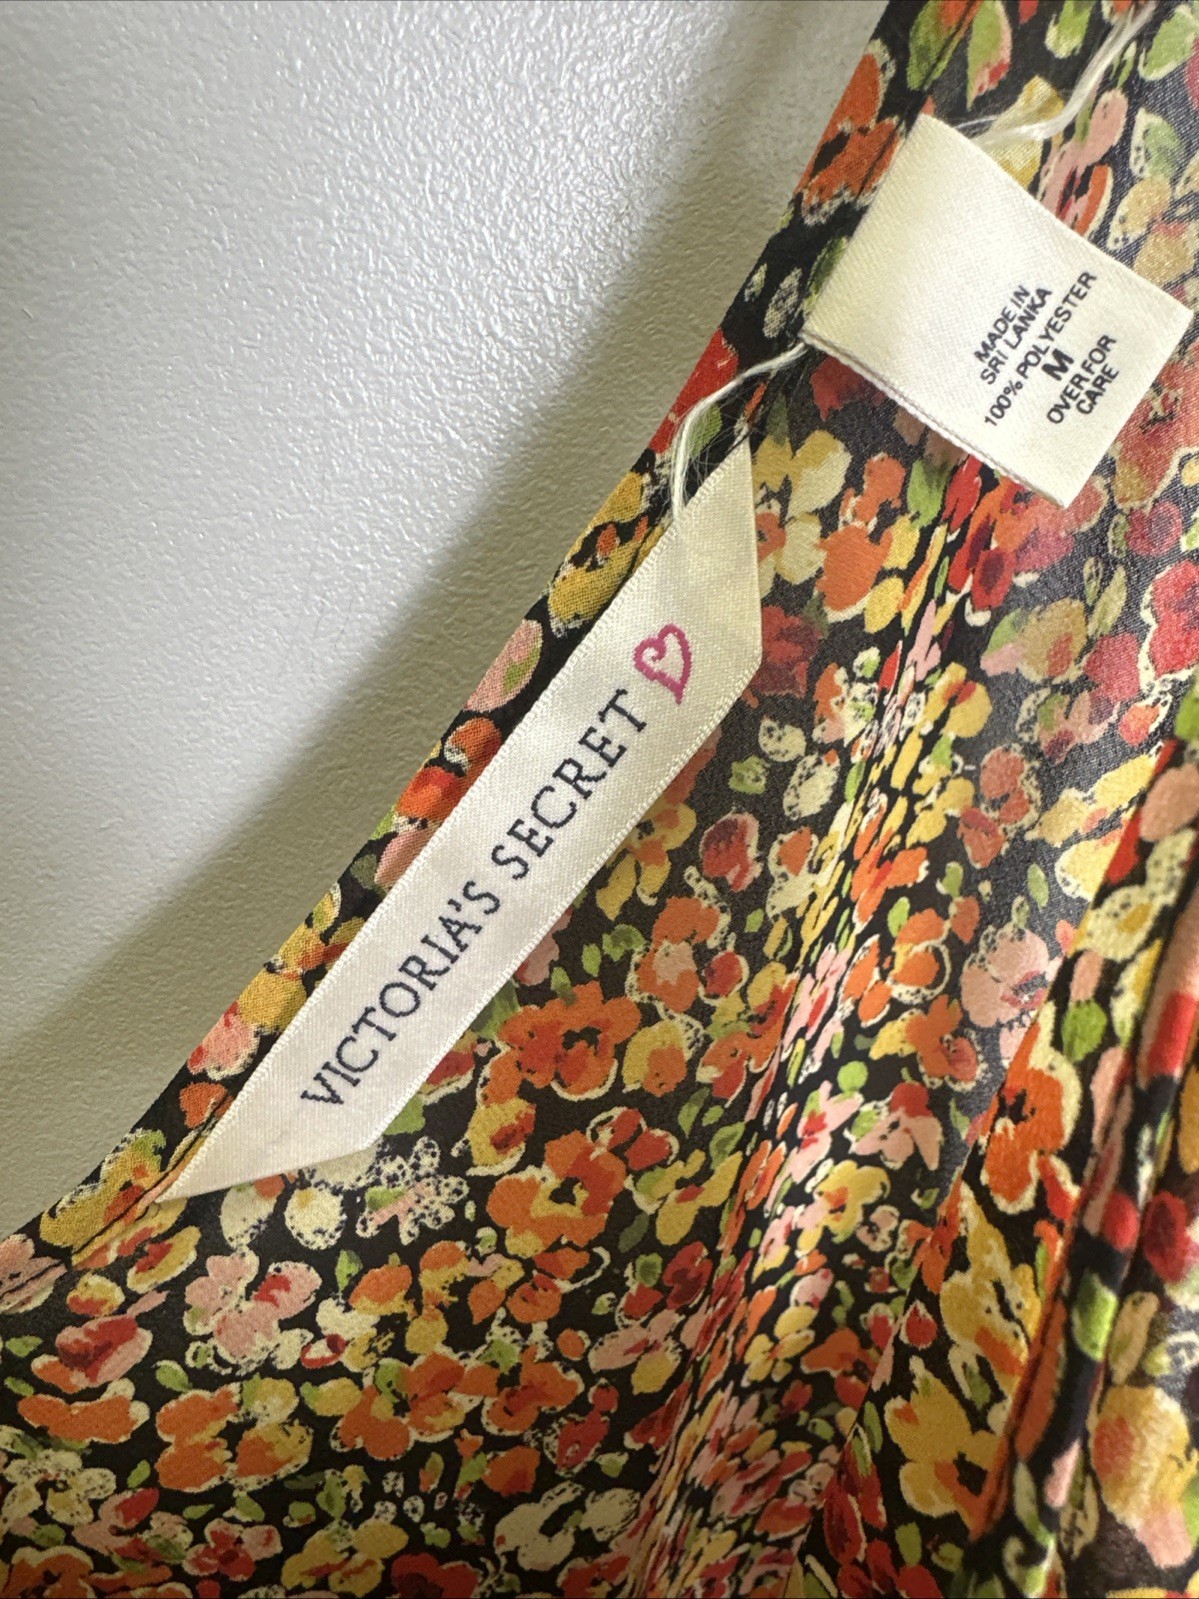 MADE IN
SRI LANKA
100% POLYESTER
M
OVER FOR
CARE
VICTORIA'S SECRET